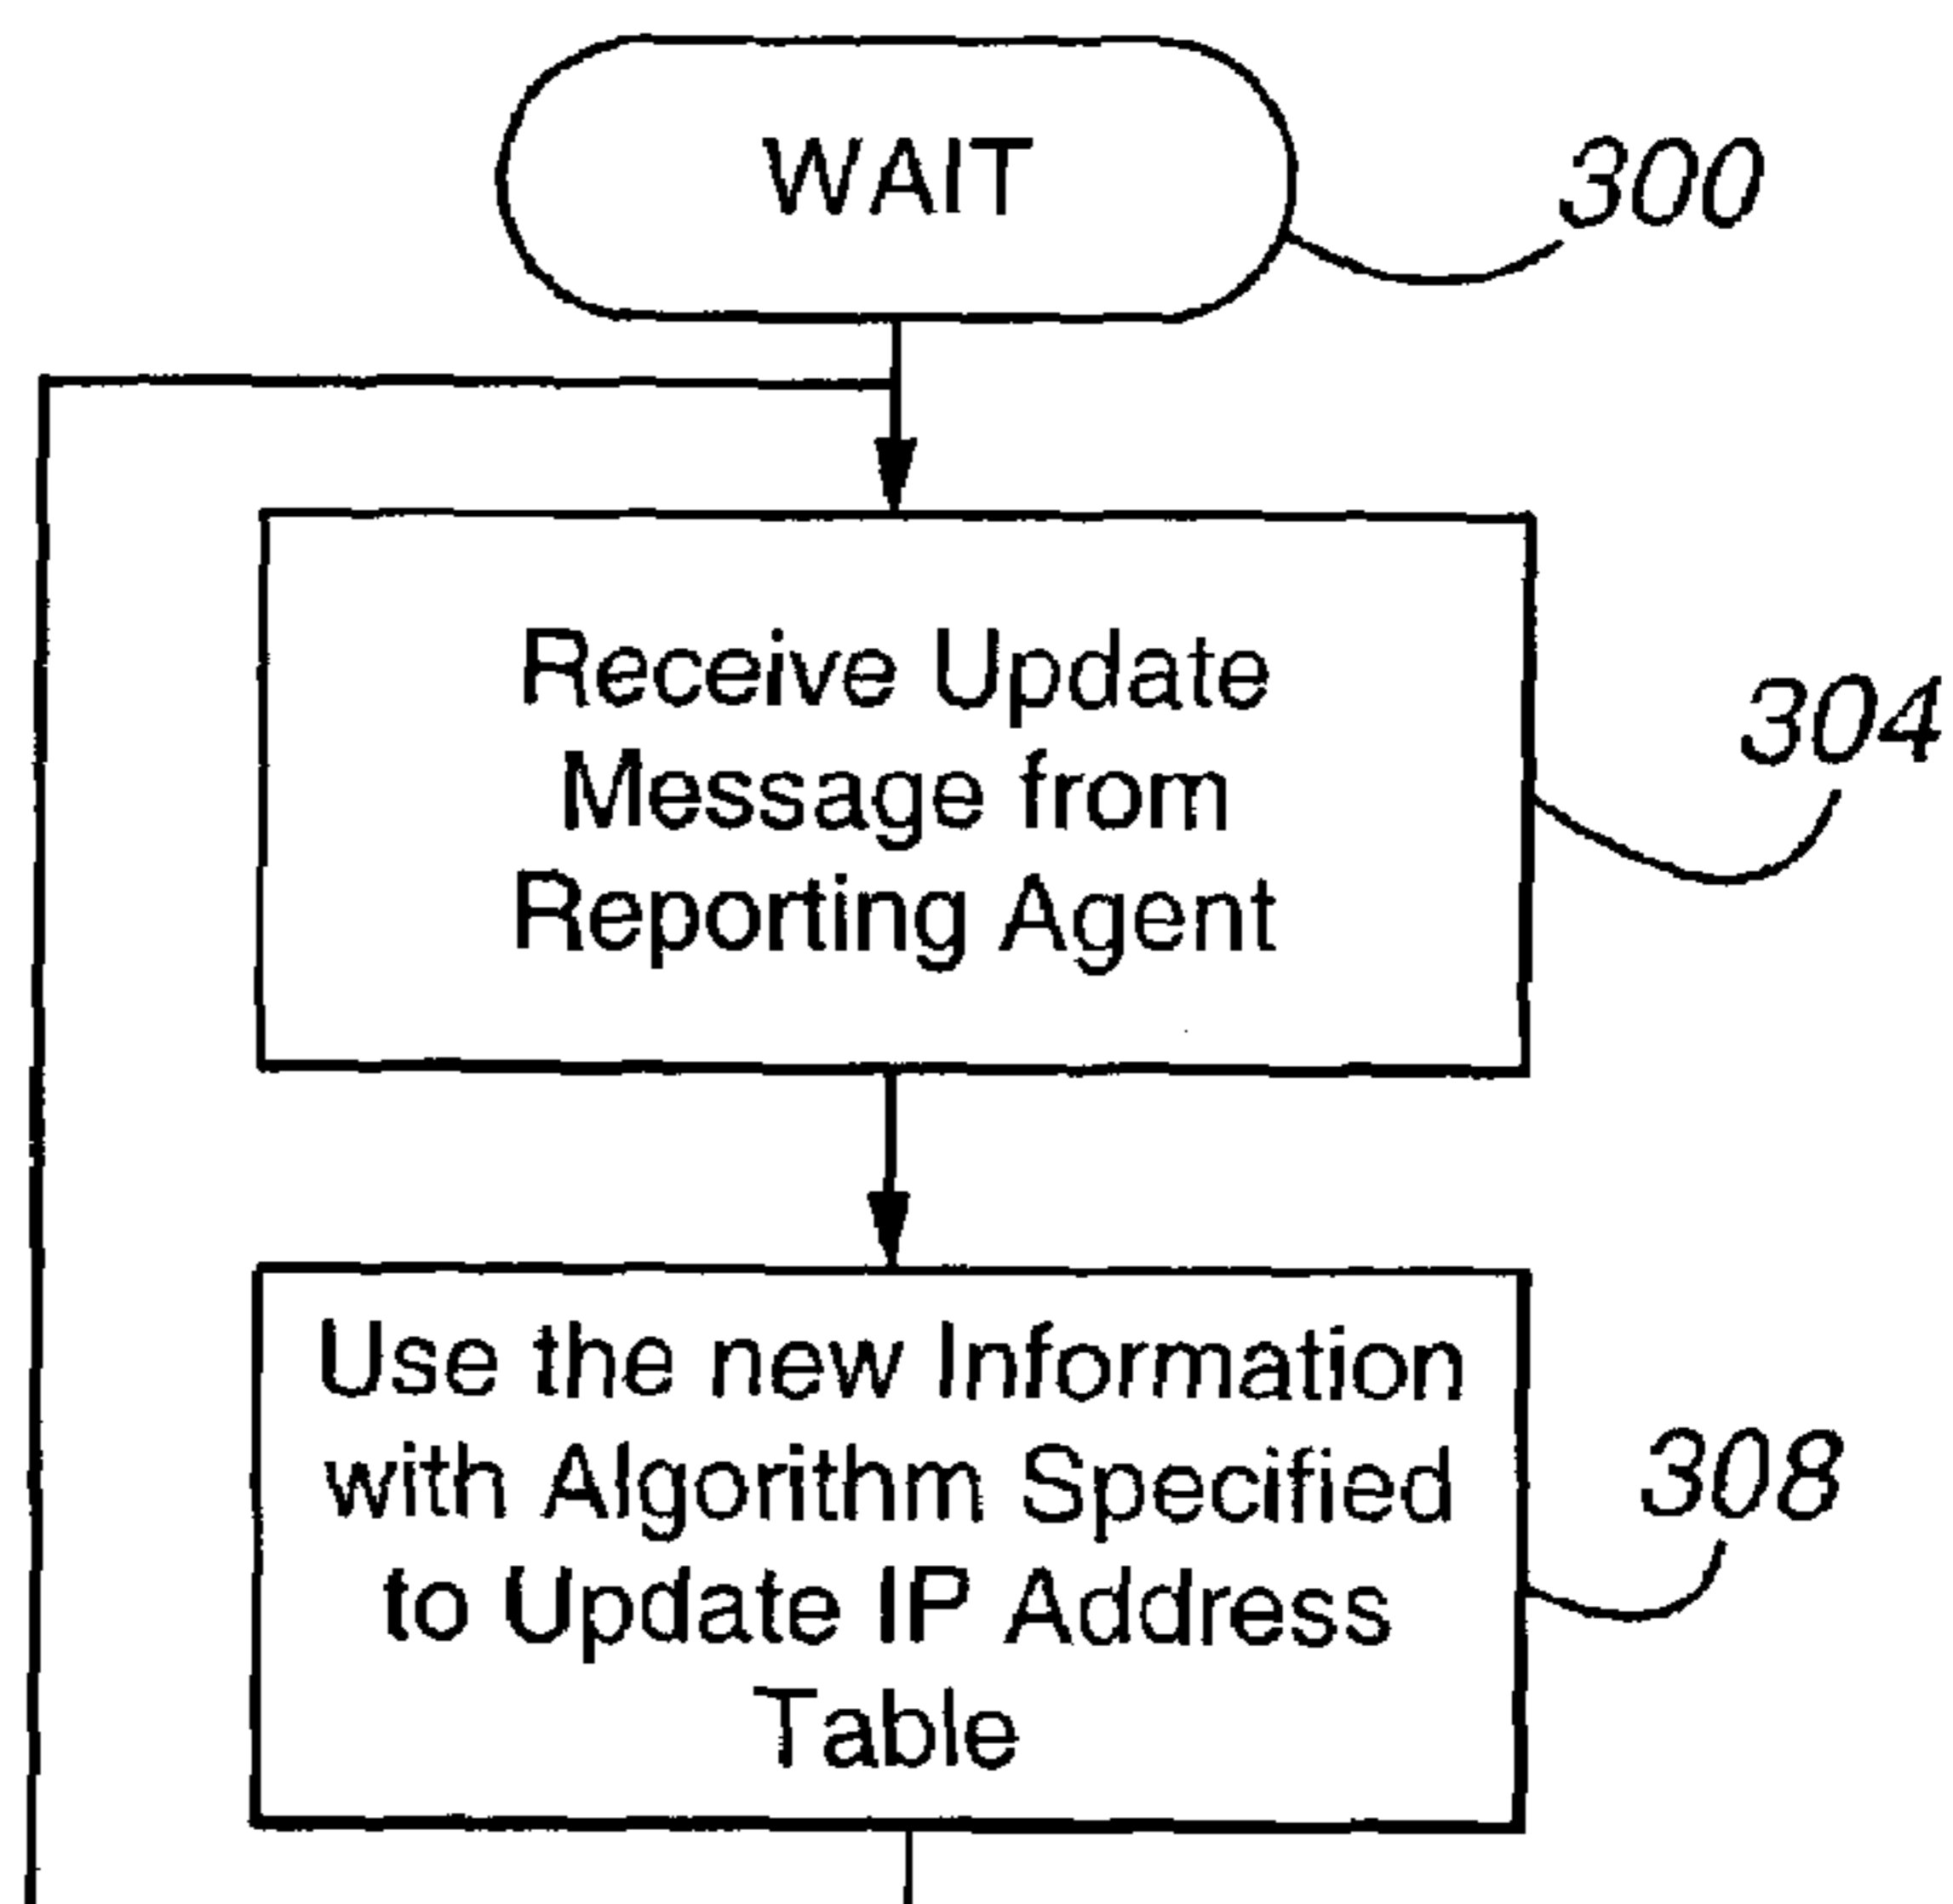 WAIT
300
Receive Update
Message from
Reporting Agent
304
Use the new Information
with Algorithm Specified
to Update IP Address
Table
308